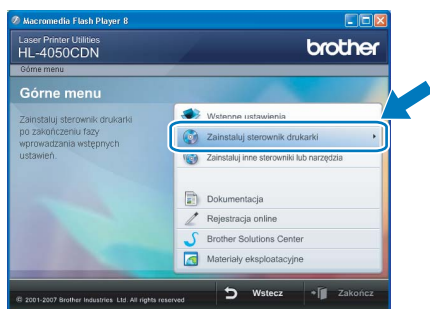 Macromedia Flash Player 8
Laser Printer Utilities
HL-4050CDN
brother
Górne menu
Górne menu
Zainstaluj sterownik drukarki
po zakończeniu fazy
wprowadzania wstępnych
ustawień.
Wstępne ustawienia
Zainstaluj sterownik drukarki
Zainstaluj inne sterowniki lub narzędzia
Dokumentacja
Rejestracja online
Brother Solutions Center
Materiały eksploatacyjne
© 2001-2007 Brother Industries Ltd. All rights reserved
Wstecz
Zakończ